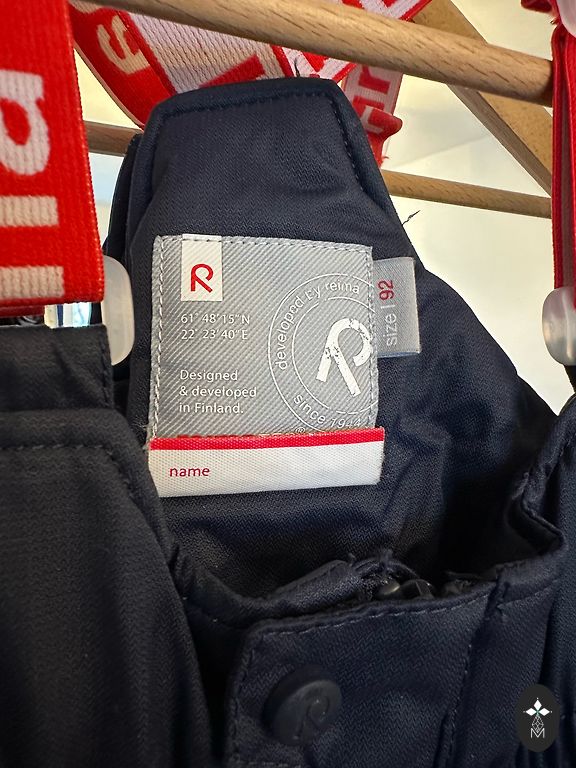 R
61° 48'15"N
22° 23'40"E
Designed
& developed
in Finland.
developed by reima
since 1944
R
size | 92
name
R
M